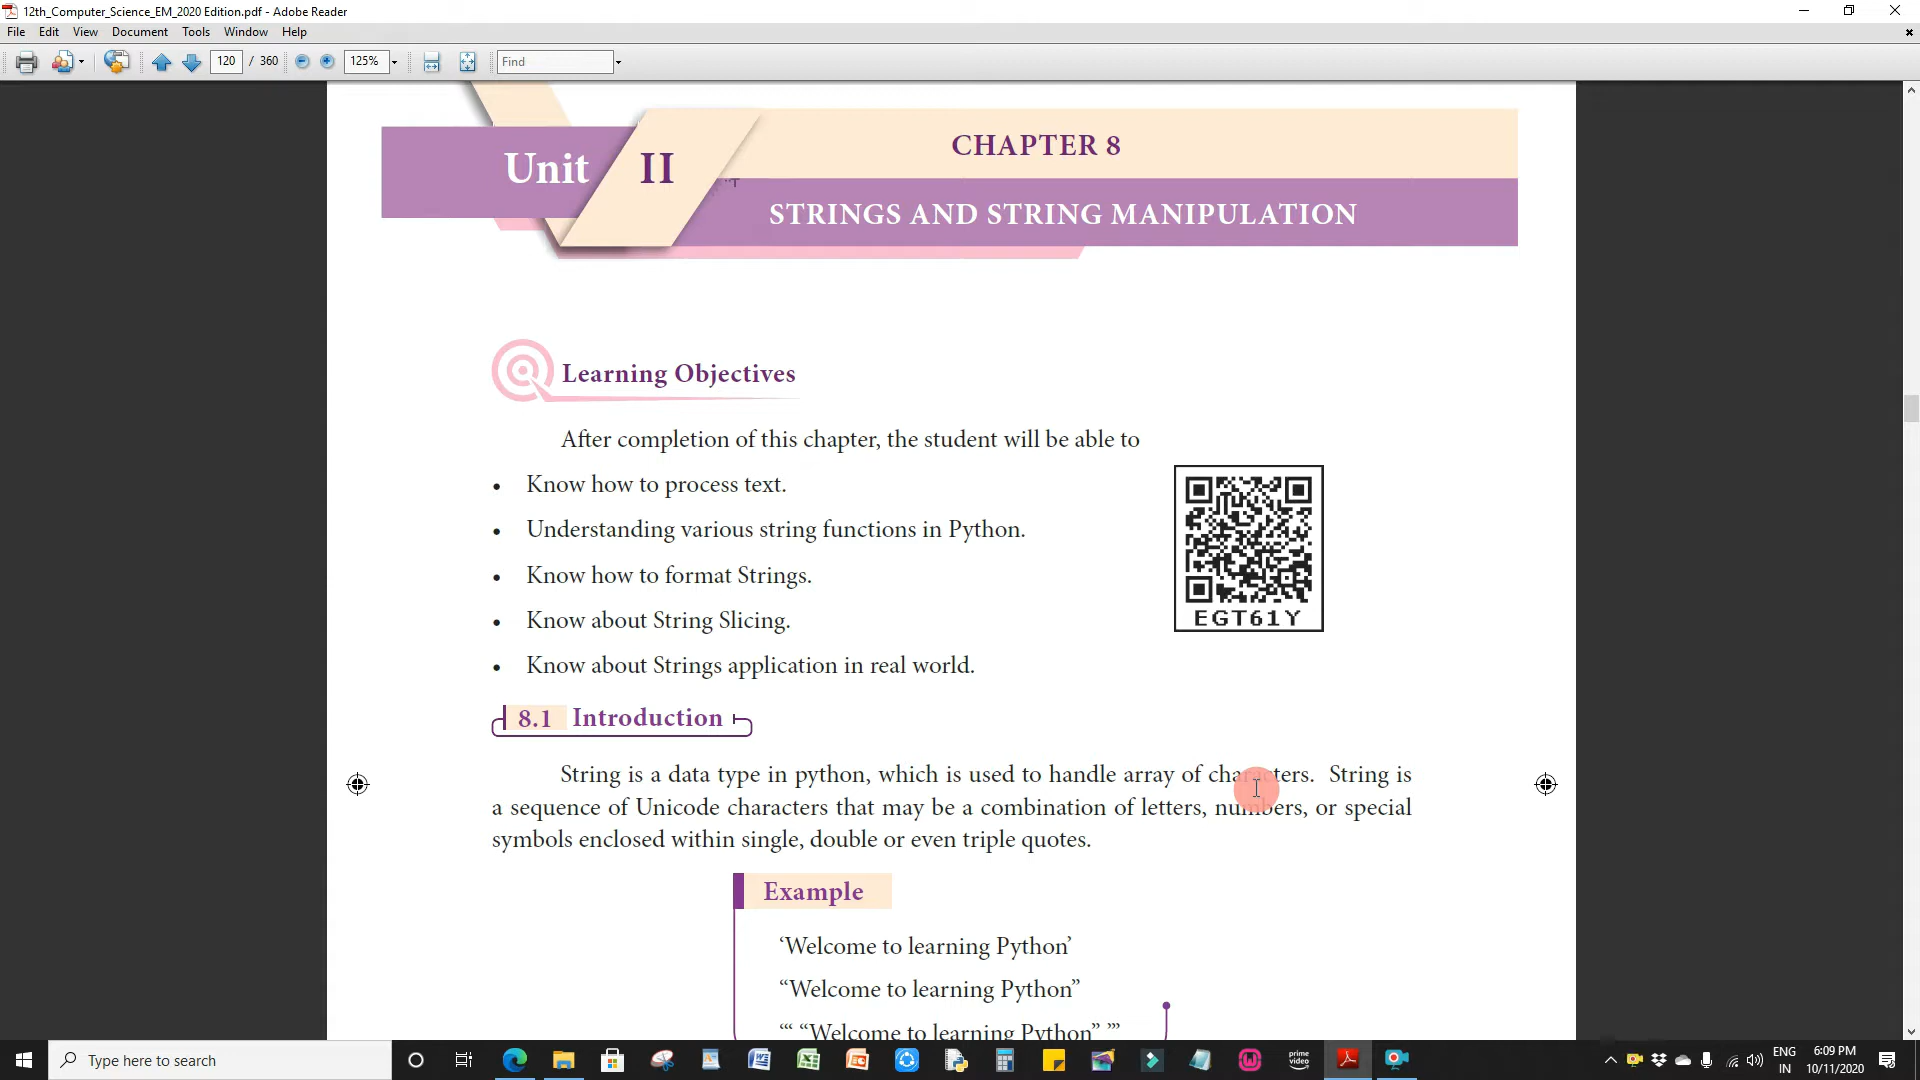 12th_Computer_Science_EM_2020 Edition.pdf - Adobe Reader
File Edit View Document Tools Window Help
120 / 360 125% Find
Unit II
CHAPTER 8
STRINGS AND STRING MANIPULATION
Learning Objectives
After completion of this chapter, the student will be able to
• Know how to process text.
• Understanding various string functions in Python.
• Know how to format Strings.
• Know about String Slicing.
• Know about Strings application in real world.
EGT61Y
8.1 Introduction
String is a data type in python, which is used to handle array of characters. String is
a sequence of Unicode characters that may be a combination of letters, numbers, or special
symbols enclosed within single, double or even triple quotes.
Example
‘Welcome to learning Python’
“Welcome to learning Python”
‘“ “Welcome to learning Python” ”’
Type here to search
prime video
ENG
IN
6:09 PM
10/11/2020